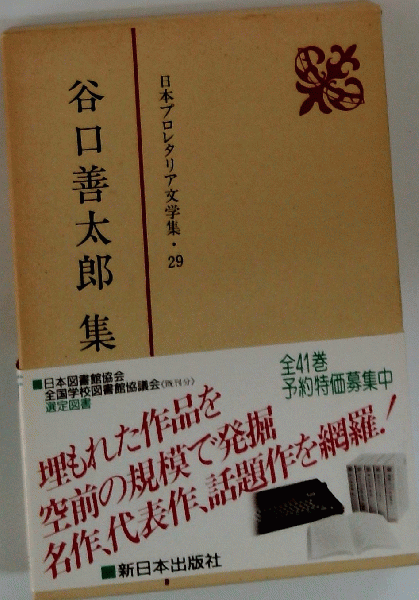 日本プロレタリア文学集・29
谷口善太郎集
全41巻
予約特価募集中
■日本図書館協会
全国学校図書館協議会(既刊分)
選定図書
埋もれた作品を
空前の規模で発掘
名作、代表作、話題作を網羅!
■新日本出版社